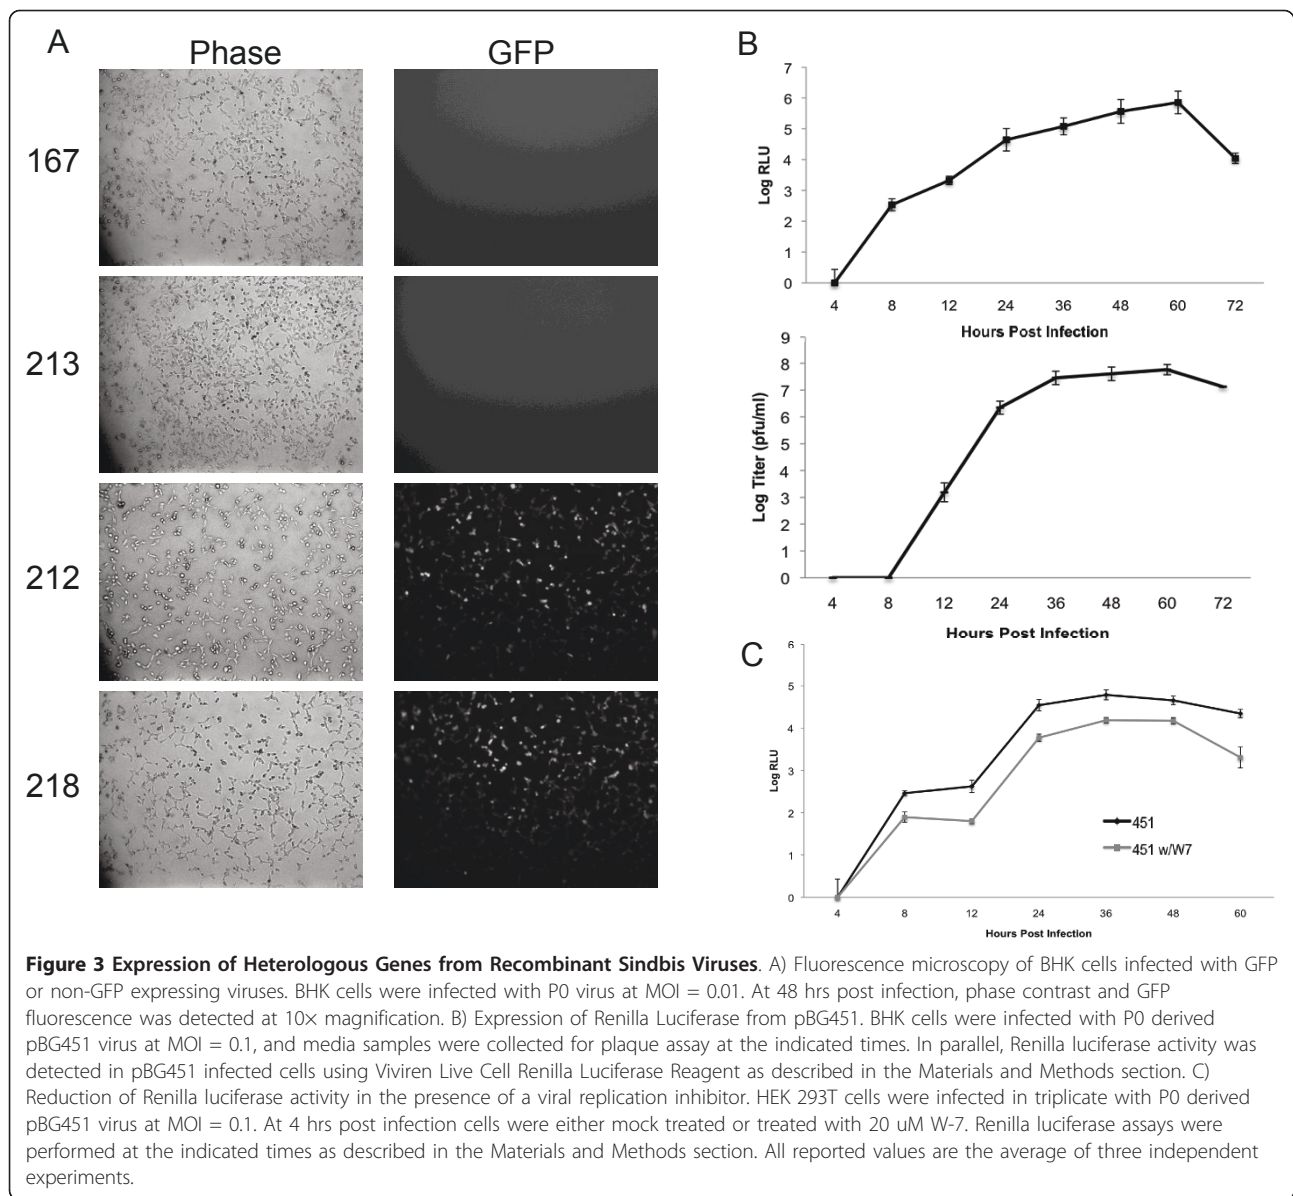 A
Phase
GFP
167
213
212
218
B
7
6
5
4
3
2
1
0
Log RLU
4 8 12 24 36 48 60 72
Hours Post Infection
9
8
7
6
5
4
3
2
1
0
Log Titer (pfu/ml)
4 8 12 24 36 48 60 72
Hours Post Infection
C
6
5
4
3
2
1
0
Log RLU
451
451 w/W7
4 8 12 24 36 48 60
Hours Post Infection
Figure 3 Expression of Heterologous Genes from Recombinant Sindbis Viruses. A) Fluorescence microscopy of BHK cells infected with GFP
or non-GFP expressing viruses. BHK cells were infected with P0 virus at MOI = 0.01. At 48 hrs post infection, phase contrast and GFP
fluorescence was detected at 10× magnification. B) Expression of Renilla Luciferase from pBG451. BHK cells were infected with P0 derived
pBG451 virus at MOI = 0.1, and media samples were collected for plaque assay at the indicated times. In parallel, Renilla luciferase activity was
detected in pBG451 infected cells using Viviren Live Cell Renilla Luciferase Reagent as described in the Materials and Methods section. C)
Reduction of Renilla luciferase activity in the presence of a viral replication inhibitor. HEK 293T cells were infected in triplicate with P0 derived
pBG451 virus at MOI = 0.1. At 4 hrs post infection cells were either mock treated or treated with 20 uM W-7. Renilla luciferase assays were
performed at the indicated times as described in the Materials and Methods section. All reported values are the average of three independent
experiments.